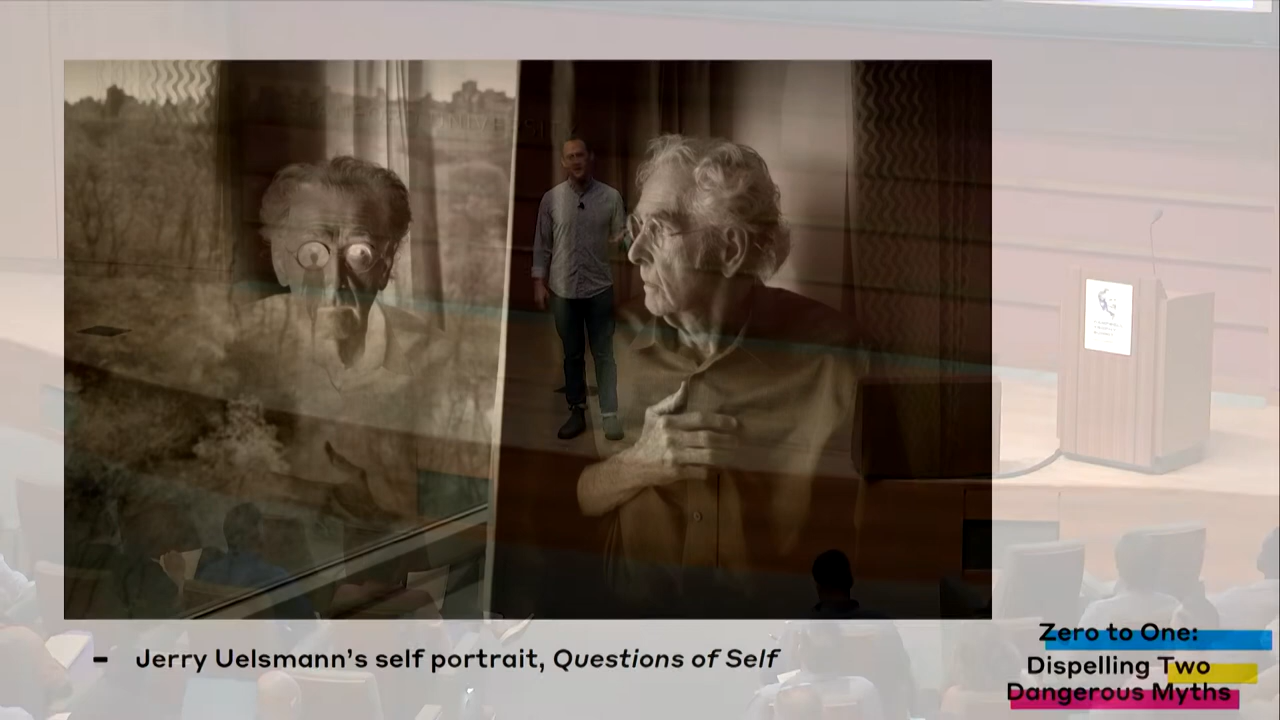 – Jerry Uelsmann’s self portrait, Questions of Self
Zero to One:
Dispelling Two
Dangerous Myths